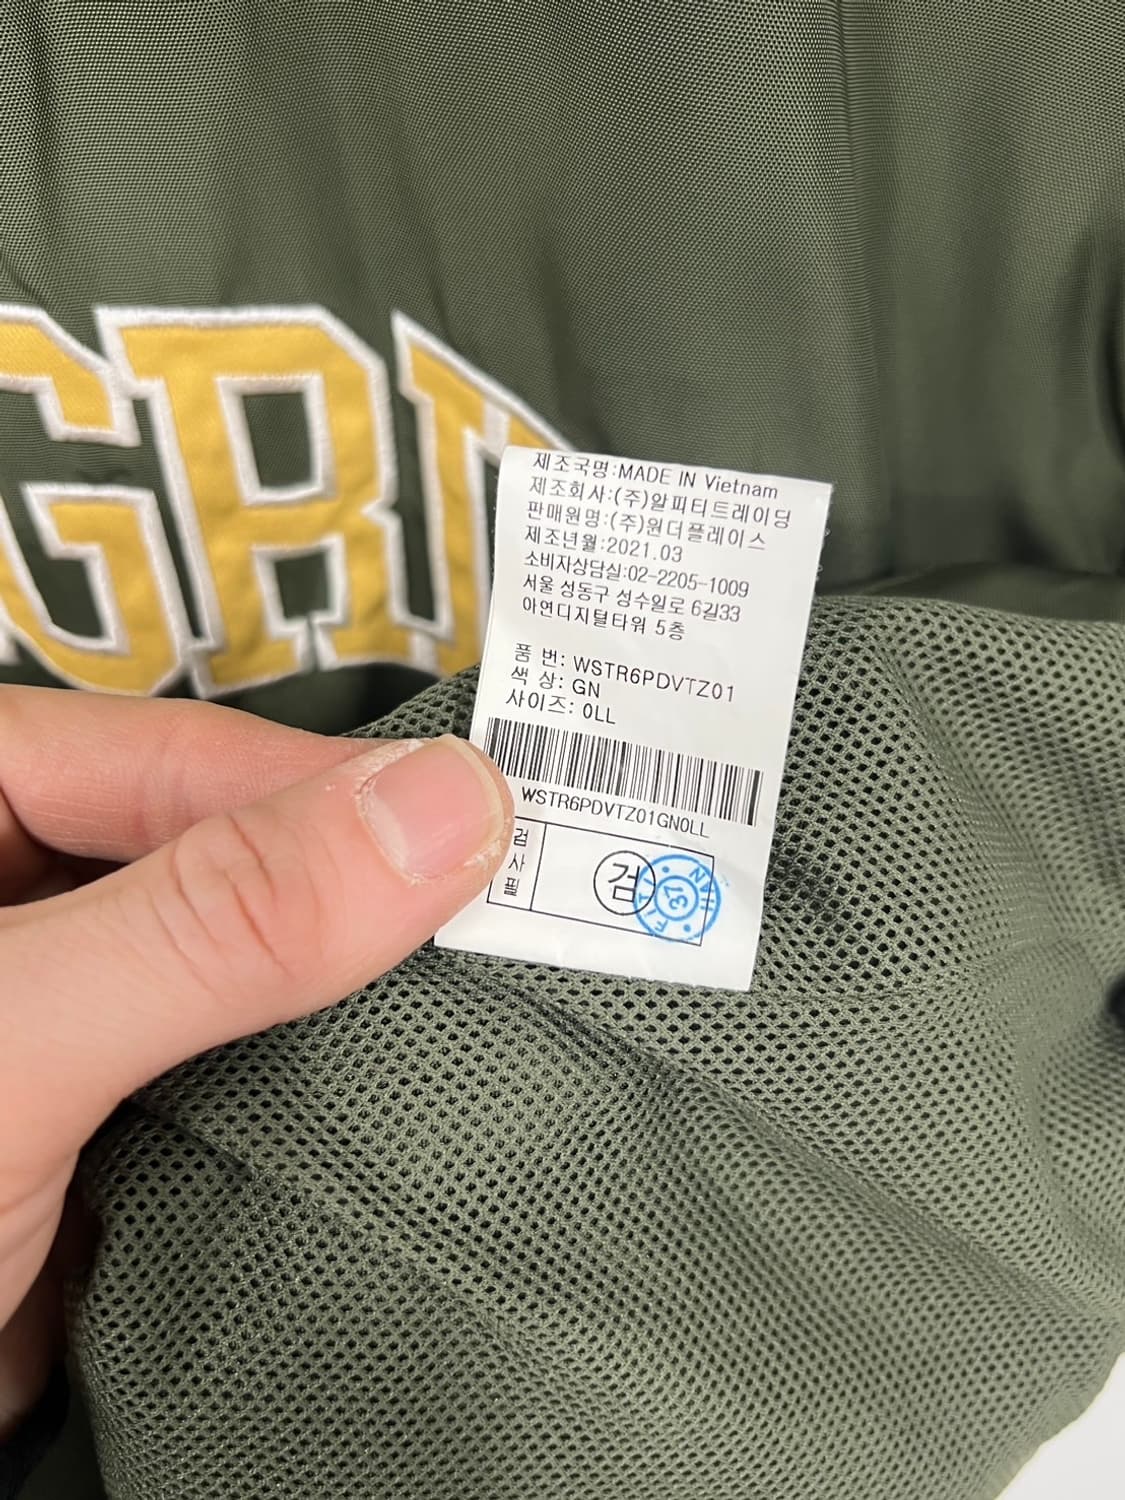 GRI
제조국명:MADE IN Vietnam
제조회사:(주)알피티트레이딩
판매원명:(주)원더플레이스
제조년월:2021.03
소비자상담실:02-2205-1009
서울 성동구 성수일로 6길33
아연디지털타워 5층
품 번: WSTR6PDVTZ01
색 상: GN
사이즈: 0LL
WSTR6PDVTZ01GN0LL
검사필
검
37